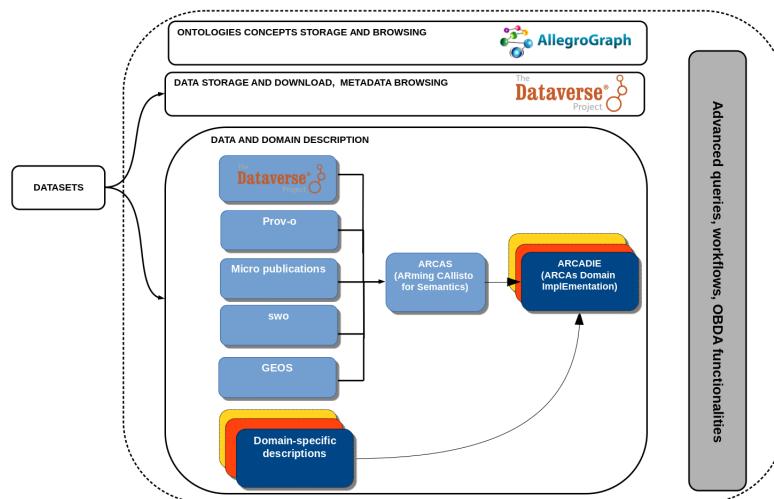 ONTOLOGIES CONCEPTS STORAGE AND BROWSING
AllegroGraph
DATA STORAGE AND DOWNLOAD,  METADATA BROWSING
The
Dataverse®
Project
DATASETS
DATA AND DOMAIN DESCRIPTION
The
Dataverse®
Project
Prov-o
Micro publications
swo
GEOS
Domain-specific
descriptions
ARCAS
(ARming CAllisto
for Semantics)
ARCADIE
(ARCAs Domain
ImplEmentation)
Advanced queries, workflows, OBDA functionalities